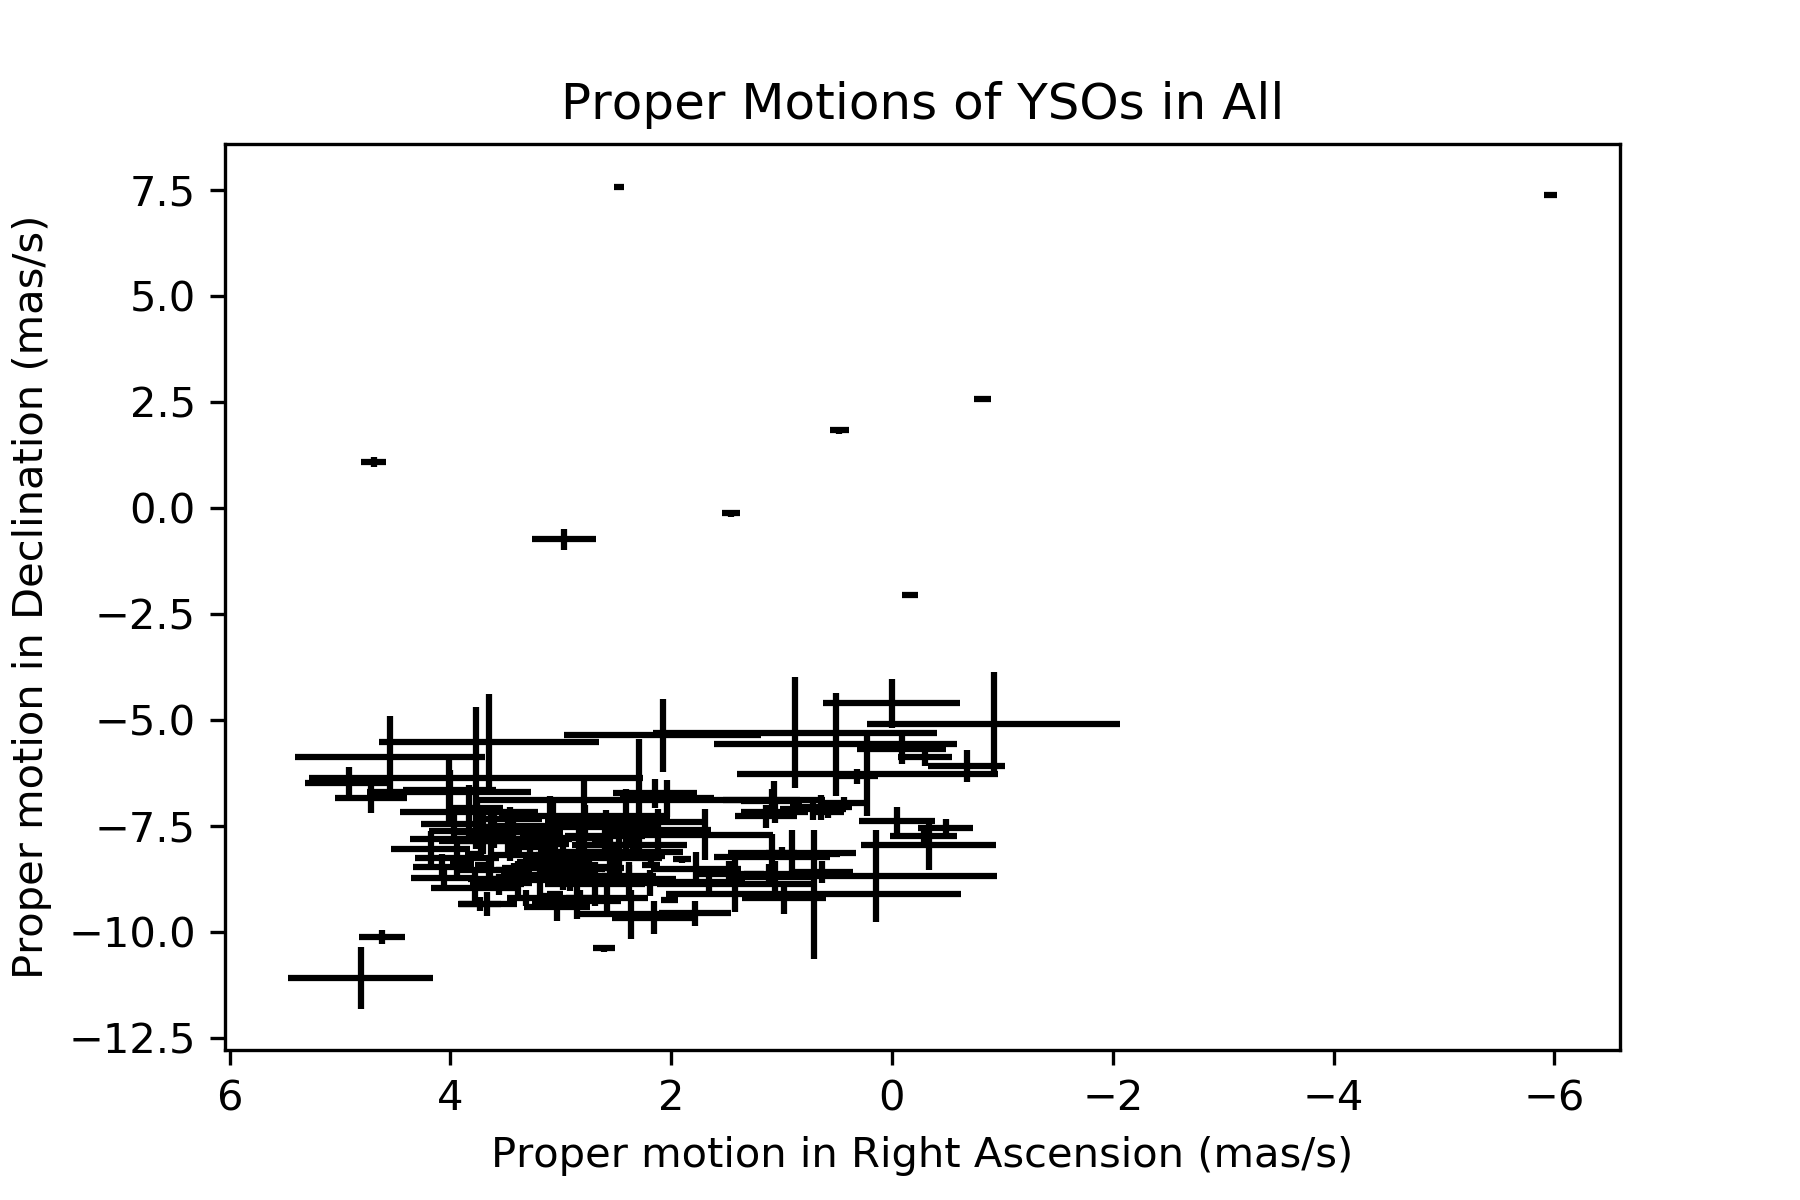 Proper Motions of YSOs in All
Proper motion in Declination (mas/s)
7.5
5.0
2.5
0.0
−2.5
−5.0
−7.5
−10.0
−12.5
6 4 2 0 −2 −4 −6
Proper motion in Right Ascension (mas/s)